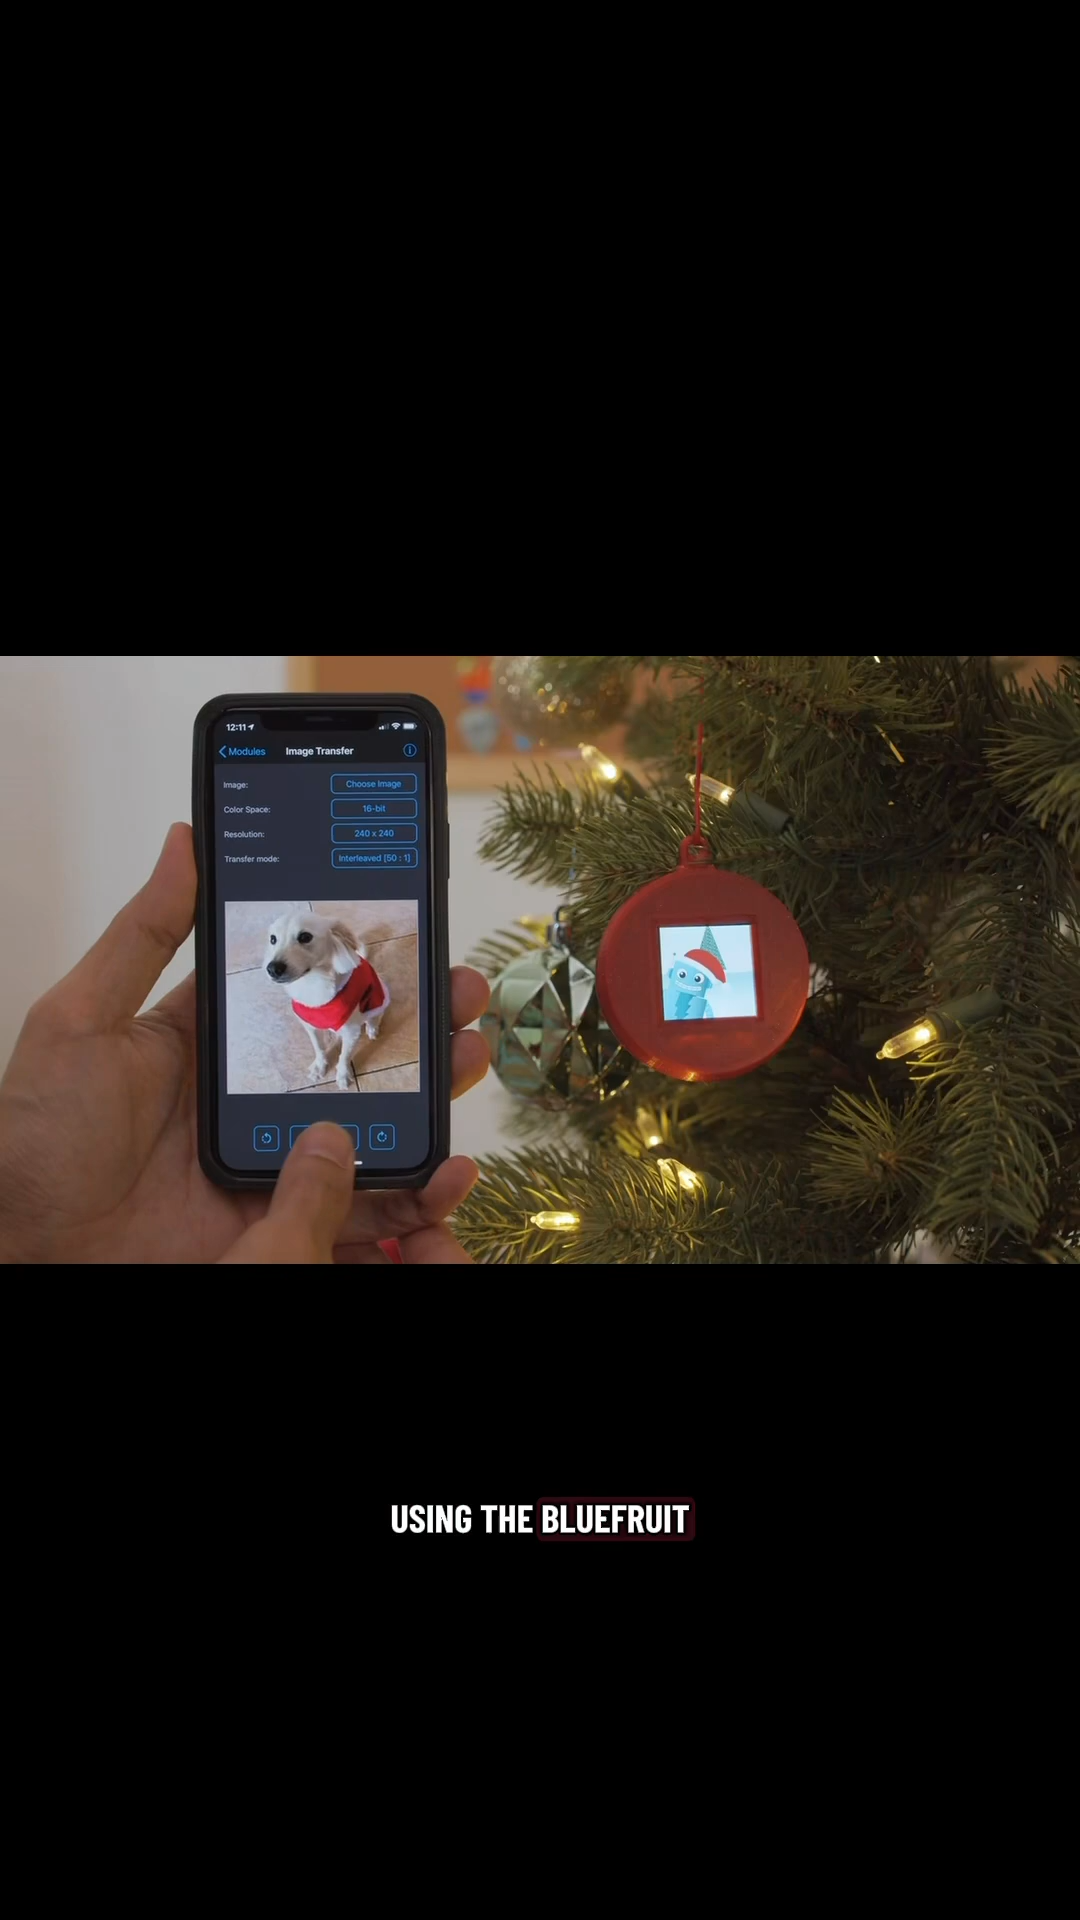 12:11
Modules
Image Transfer
Image:
Choose Image
Color Space:
16-bit
Resolution:
240 x 240
Transfer mode:
Interleaved [50 : 1]
USING THE BLUEFRUIT